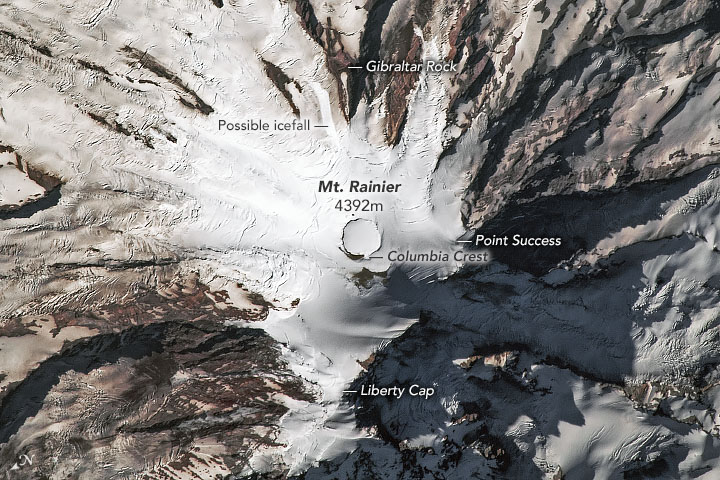 Gibraltar Rock
Possible icefall
Mt. Rainier
4392m
Point Success
Columbia Crest
Liberty Cap
N